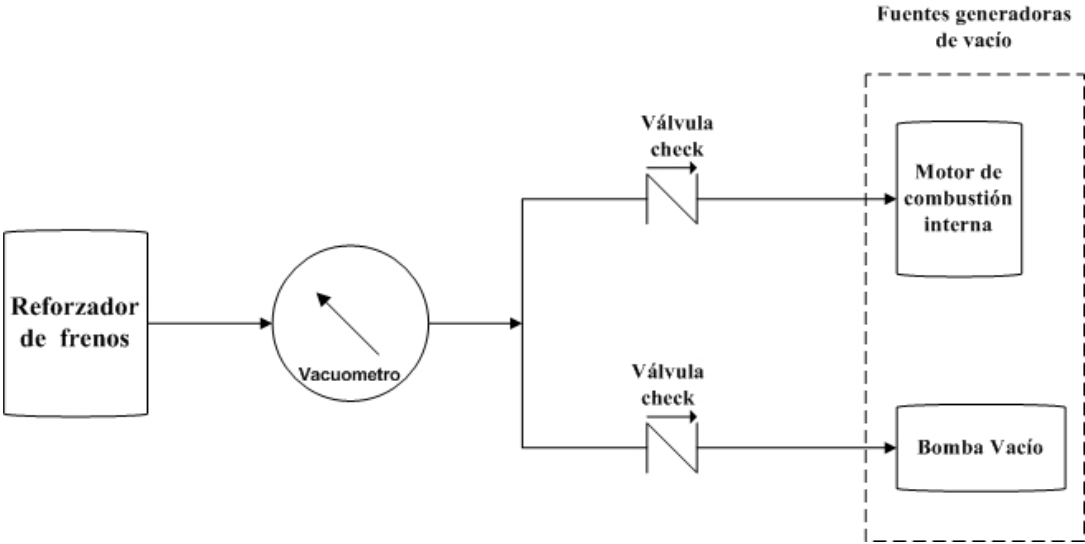 Fuentes generadoras
de vacío
Válvula
check
Motor de
combustión
interna
Reforzador
de frenos
Vacuometro
Válvula
check
Bomba Vacío